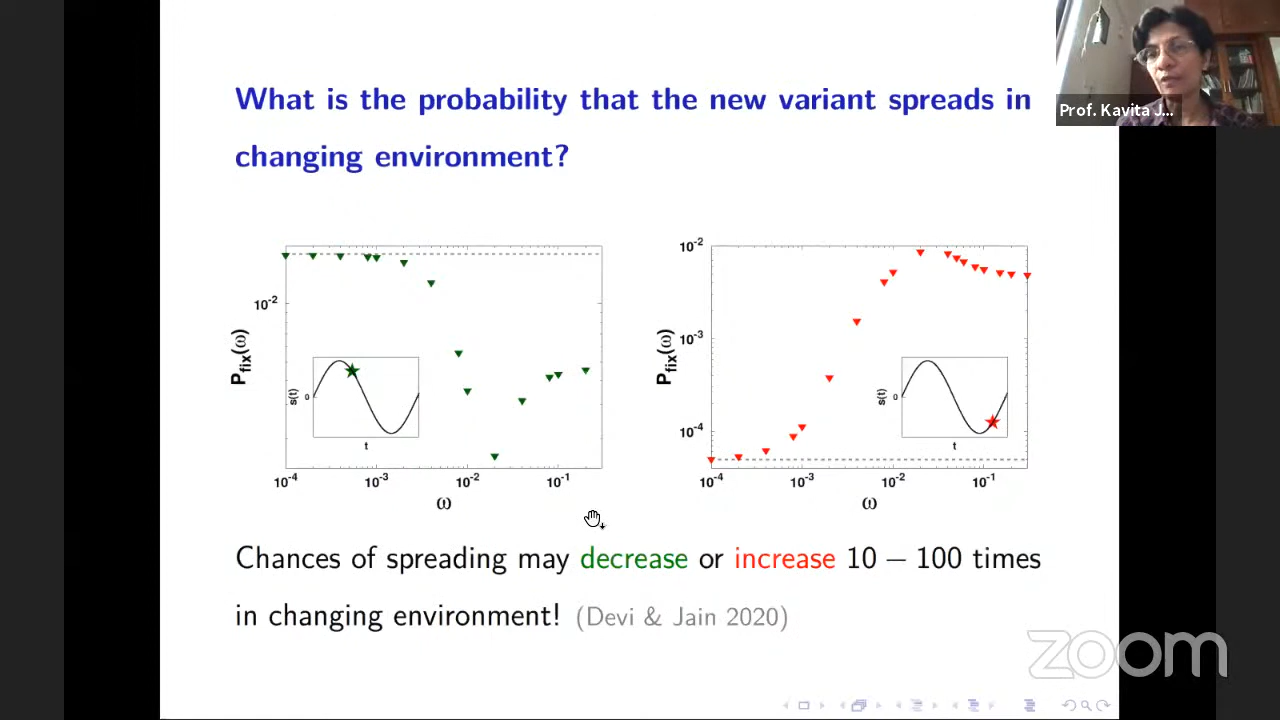 Prof. Kavita J...
What is the probability that the new variant spreads in
changing environment?
P_fix(ω)
10^-2
s(t)
0
t
10^-4 10^-3 10^-2 10^-1
ω
P_fix(ω)
10^-2
10^-3
10^-4
s(t)
0
t
10^-4 10^-3 10^-2 10^-1
ω
Chances of spreading may decrease or increase 10 – 100 times
in changing environment! (Devi & Jain 2020)
zoom